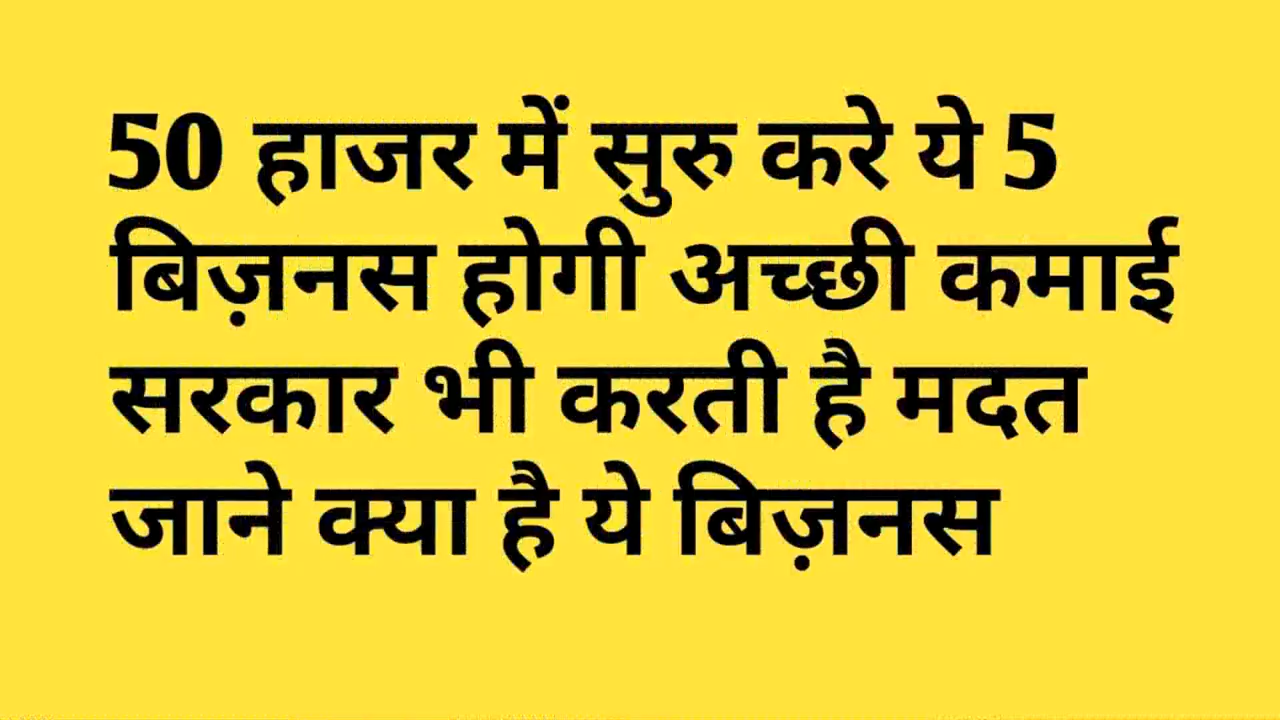 50 हाजर में सुरु करे ये 5
बिज़नस होगी अच्छी कमाई
सरकार भी करती है मदत
जाने क्या है ये बिज़नस